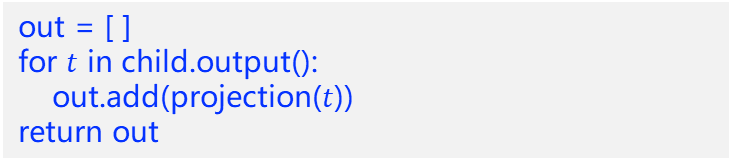 out = [ ]
for t in child.output():
    out.add(projection(t))
return out